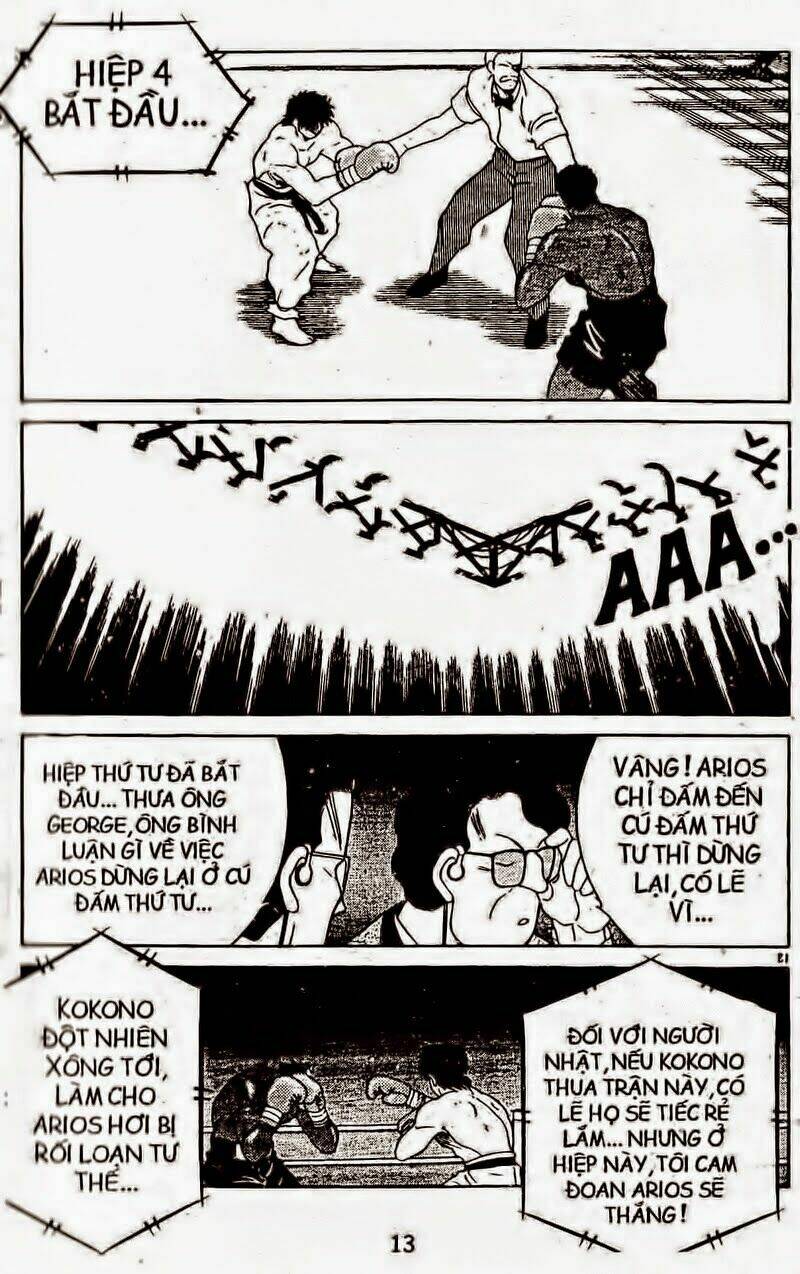 HIỆP 4
BẮT ĐẦU...
AAA...
HIỆP THỨ TƯ ĐÃ BẮT
ĐẦU... THƯA ÔNG
GEORGE, ÔNG BÌNH
LUẬN GÌ VỀ VIỆC
ARIOS DỪNG LẠI Ở CÚ
ĐẤM THỨ TƯ...
VÂNG! ARIOS
CHỈ ĐẤM ĐẾN
CÚ ĐẤM THỨ
TƯ THÌ DỪNG
LẠI, CÓ LẼ
VÌ...
KOKONO
ĐỘT NHIÊN
XÔNG TỚI,
LÀM CHO
ARIOS HƠI BỊ
RỐI LOẠN TƯ
THẾ...
ĐỐI VỚI NGƯỜI
NHẬT, NẾU KOKONO
THUA TRẬN NÀY, CÓ
LẼ HỌ SẼ TIẾC RẺ
LẮM... NHƯNG Ở
HIỆP NÀY, TÔI CAM
ĐOAN ARIOS SẼ
THẮNG!
13